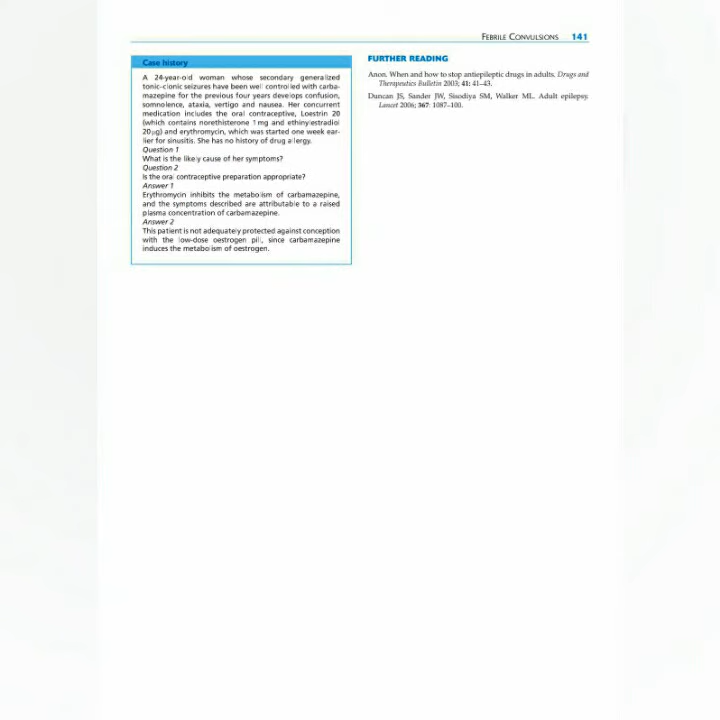 FEBRILE CONVULSIONS 141
Case history
A 24-year-old woman whose secondary generalized
tonic-clonic seizures have been well controlled with carba-
mazepine for the previous four years develops confusion,
somnolence, ataxia, vertigo and nausea. Her concurrent
medication includes the oral contraceptive, Loestrin 20
(which contains norethisterone 1 mg and ethinylestradiol
20 μg) and erythromycin, which was started one week ear-
lier for sinusitis. She has no history of drug allergy.
Question 1
What is the likely cause of her symptoms?
Question 2
Is the oral contraceptive preparation appropriate?
Answer 1
Erythromycin inhibits the metabolism of carbamazepine,
and the symptoms described are attributable to a raised
plasma concentration of carbamazepine.
Answer 2
This patient is not adequately protected against conception
with the low-dose oestrogen pill, since carbamazepine
induces the metabolism of oestrogen.
FURTHER READING
Anon. When and how to stop antiepileptic drugs in adults. Drugs and
Therapeutics Bulletin 2003; 41: 41–43.
Duncan JS, Sander JW, Sisodiya SM, Walker ML. Adult epilepsy.
Lancet 2006; 367: 1087–100.